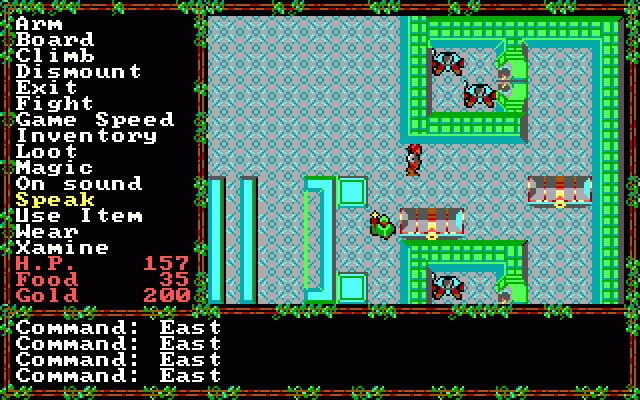 Arm
Board
Climb
Dismount
Exit
Fight
Game Speed
Inventory
Loot
Magic
On sound
Speak
Use Item
Wear
Xamine
H.P. 157
Food 35
Gold 200
Command: East
Command: East
Command: East
Command: East